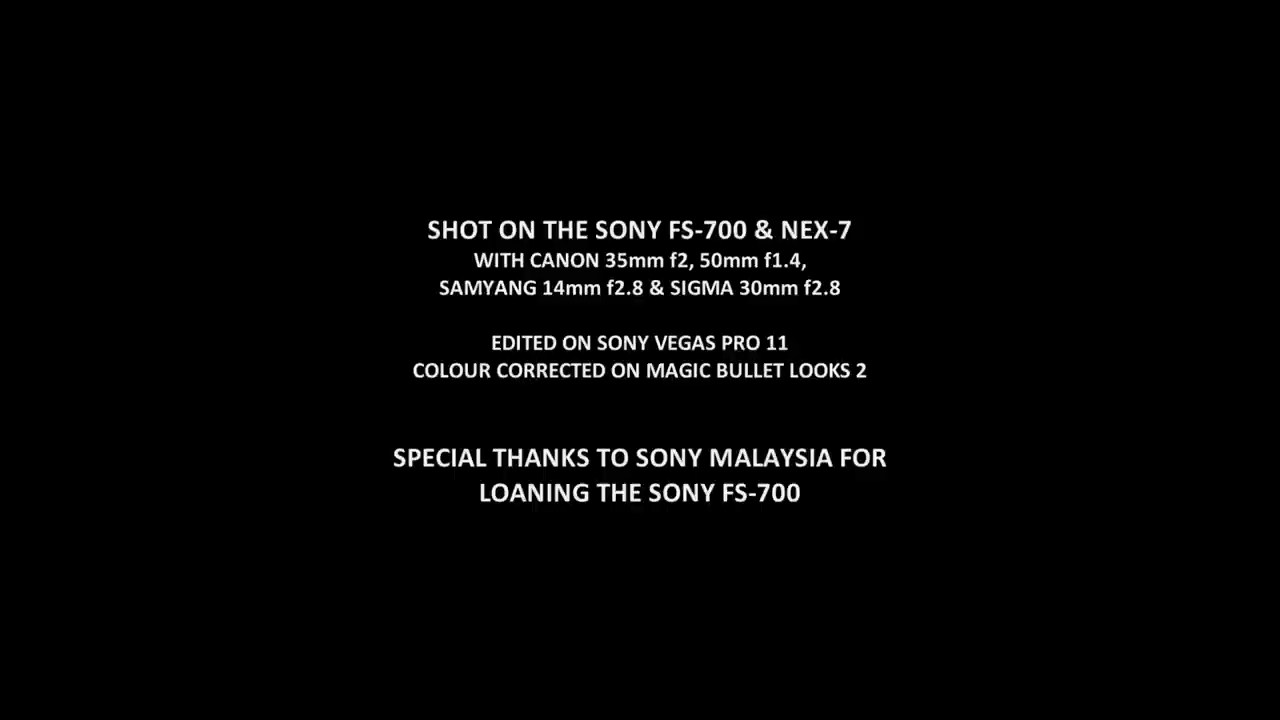 SHOT ON THE SONY FS-700 & NEX-7
WITH CANON 35mm f2, 50mm f1.4,
SAMYANG 14mm f2.8 & SIGMA 30mm f2.8
EDITED ON SONY VEGAS PRO 11
COLOUR CORRECTED ON MAGIC BULLET LOOKS 2
SPECIAL THANKS TO SONY MALAYSIA FOR
LOANING THE SONY FS-700